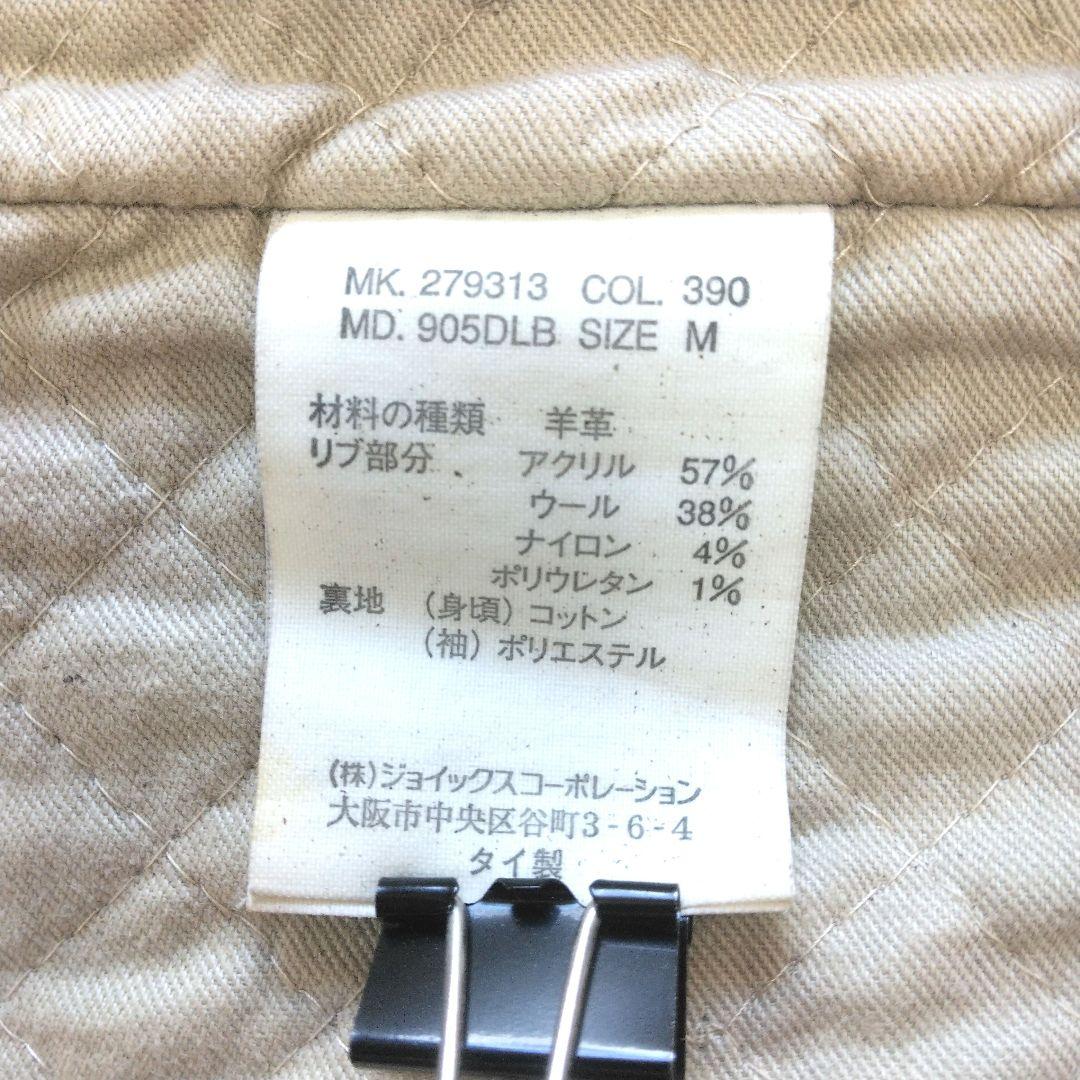 MK. 279313 COL. 390
MD. 905DLB SIZE M
材料の種類 羊革
リブ部分 アクリル 57%
ウール 38%
ナイロン 4%
ポリウレタン 1%
裏地 (身頃) コットン
(袖) ポリエステル
(株)ジョイックスコーポレーション
大阪市中央区谷町3-6-4
タイ製